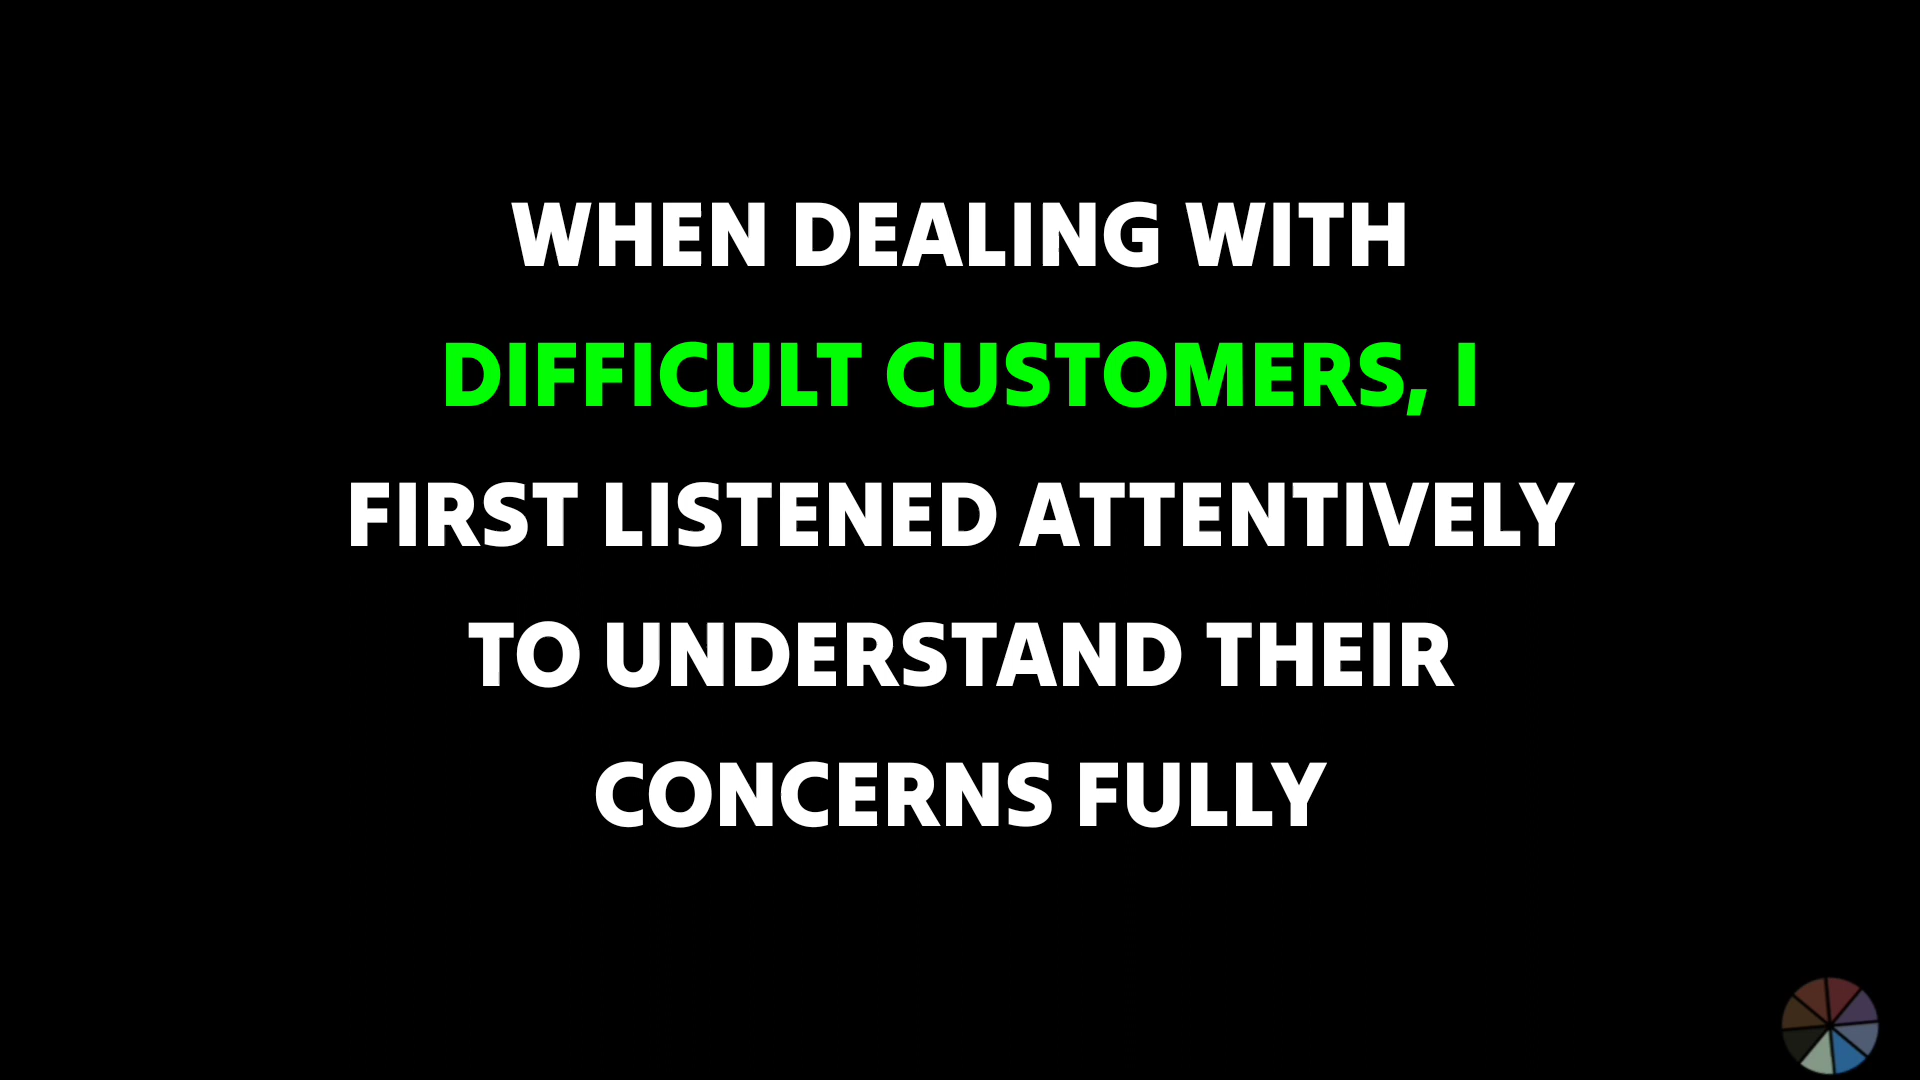 WHEN DEALING WITH
DIFFICULT CUSTOMERS, I
FIRST LISTENED ATTENTIVELY
TO UNDERSTAND THEIR
CONCERNS FULLY